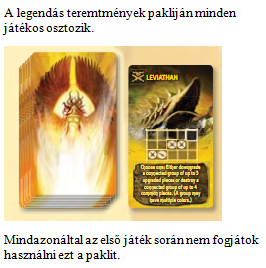 A legendás teremtmények pakliján minden
játékos osztozik.
LEVIATHAN
Choose one: Either downgrade
a connected group of up to 3
upgraded pieces or destroy a
connected group of up to 4
common pieces. (A group may
have multiple colors.)
Mindazonáltal az első játék során nem fogjátok
használni ezt a paklit.